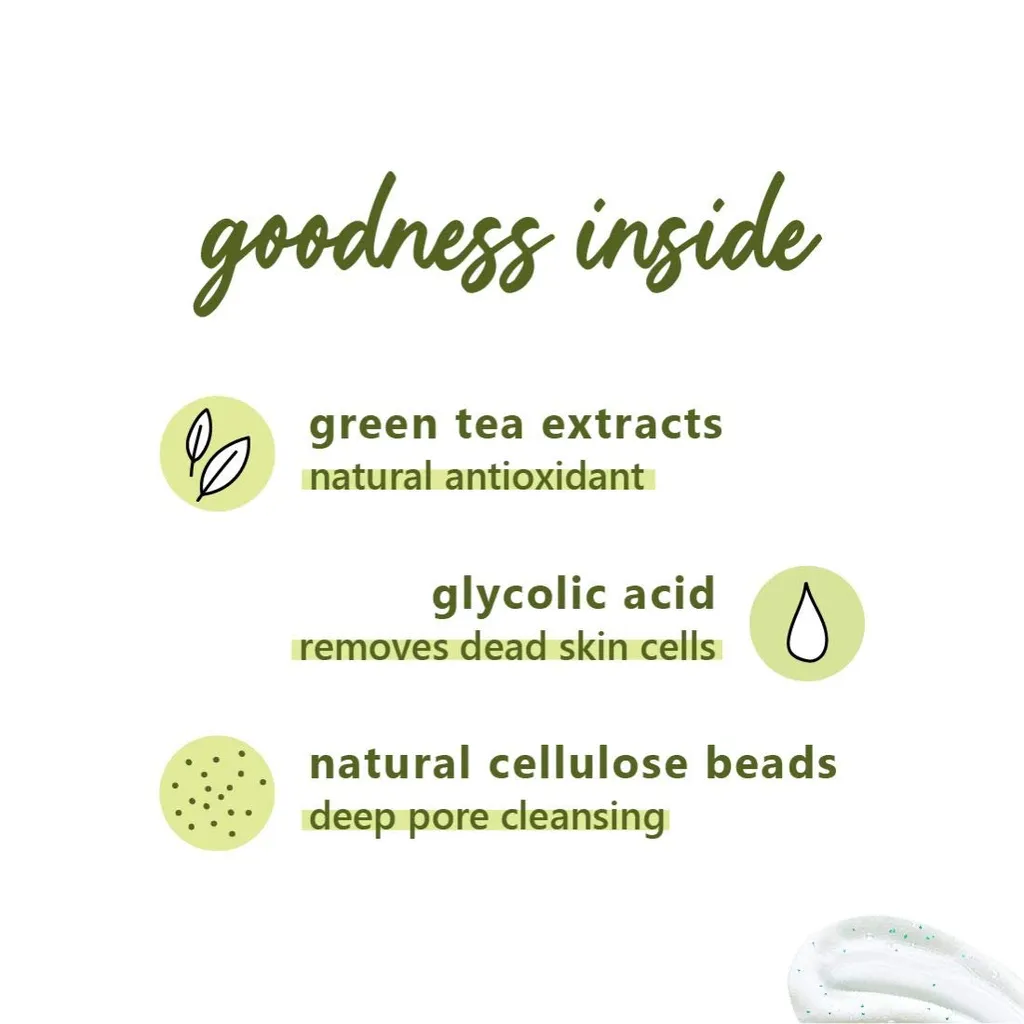 goodness inside
green tea extracts
natural antioxidant
glycolic acid
removes dead skin cells
natural cellulose beads
deep pore cleansing